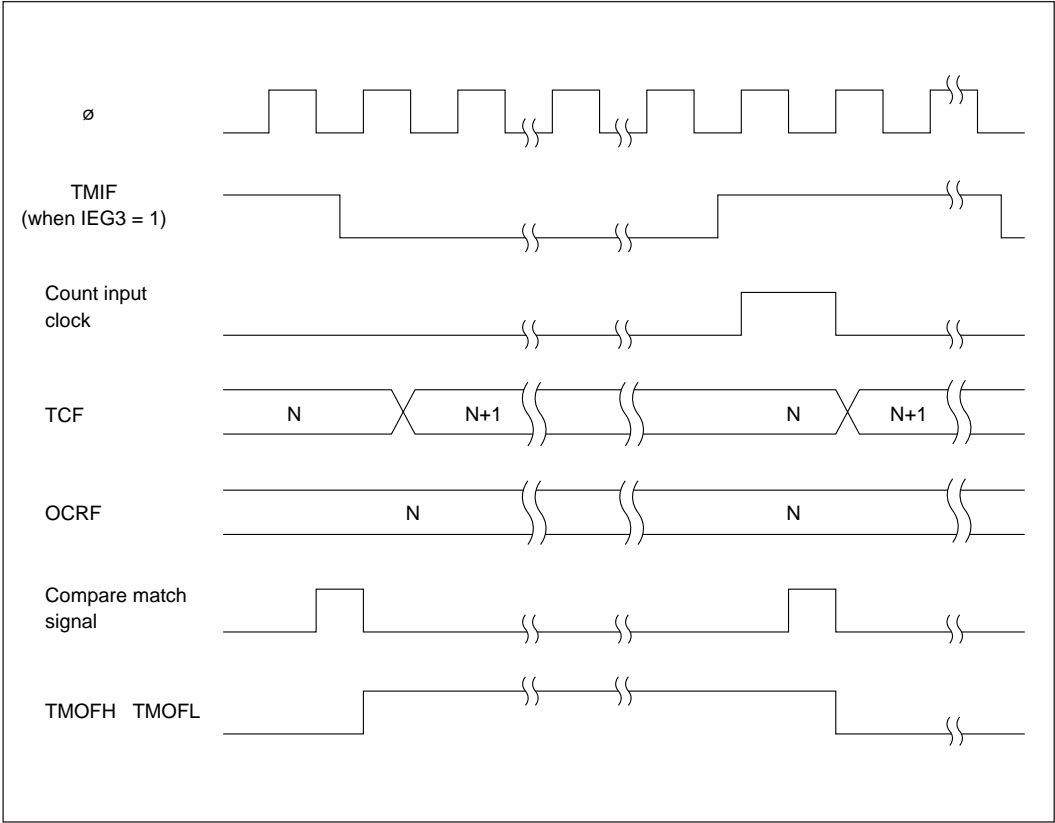 ø
TMIF
(when IEG3 = 1)
Count input
clock
TCF
N
N+1
N
N+1
OCRF
N
N
Compare match
signal
TMOFH TMOFL